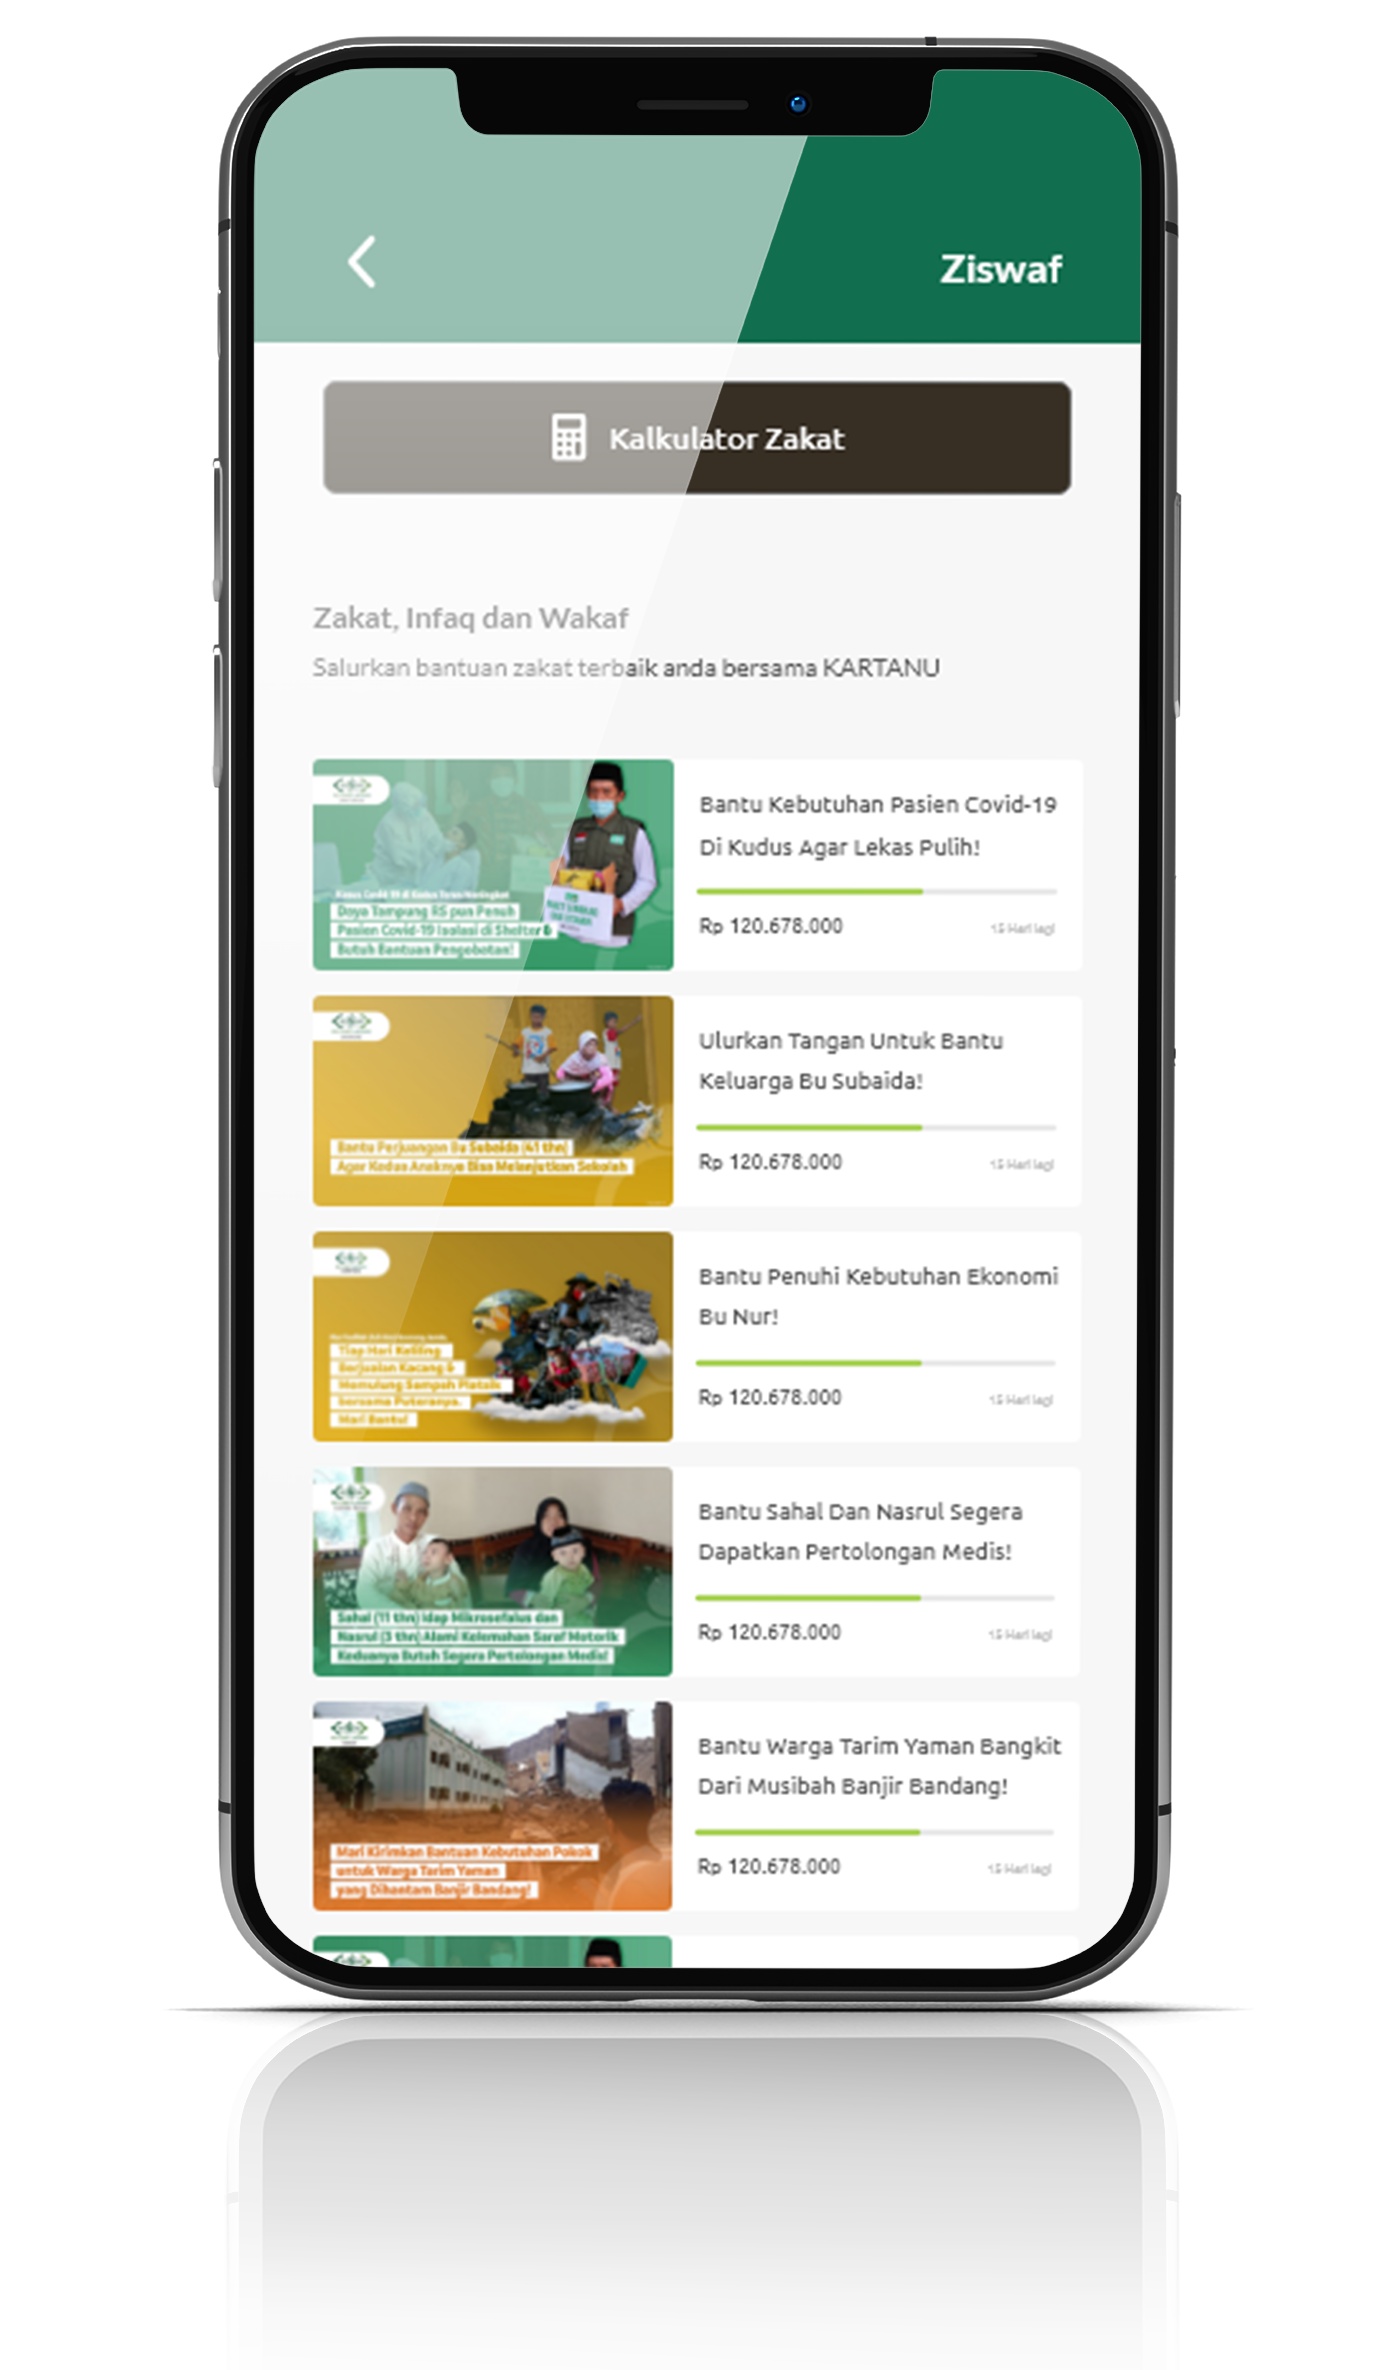 Ziswaf
Kalkulator Zakat
Zakat, Infaq dan Wakaf
Salurkan bantuan zakat terbaik anda bersama KARTANU
Daya Tampung RS pun Penuh
Pasien Covid-19 Isolasi di Shelter &
Butuh Bantuan Pengobatan!
Bantu Kebutuhan Pasien Covid-19
Di Kudus Agar Lekas Pulih!
Rp 120.678.000
15 Hari lagi
Bantu Perjuangan Bu Subaida (41 thn)
Agar Kedua Anaknya Bisa Melanjutkan Sekolah
Ulurkan Tangan Untuk Bantu
Keluarga Bu Subaida!
Rp 120.678.000
15 Hari lagi
Tiap Hari Keliling
Berjualan Kacang &
Memulung Sampah Plastik
bersama Puteranya.
Mari Bantu!
Bantu Penuhi Kebutuhan Ekonomi
Bu Nur!
Rp 120.678.000
15 Hari lagi
Sahal (11 thn) Idap Mikrosefalus dan
Nasrul (3 thn) Alami Kelemahan Saraf Motorik
Keduanya Butuh Segera Pertolongan Medis!
Bantu Sahal Dan Nasrul Segera
Dapatkan Pertolongan Medis!
Rp 120.678.000
15 Hari lagi
Mari Kirimkan Bantuan Kebutuhan Pokok
untuk Warga Tarim Yaman
yang Dihantam Banjir Bandang!
Bantu Warga Tarim Yaman Bangkit
Dari Musibah Banjir Bandang!
Rp 120.678.000
15 Hari lagi